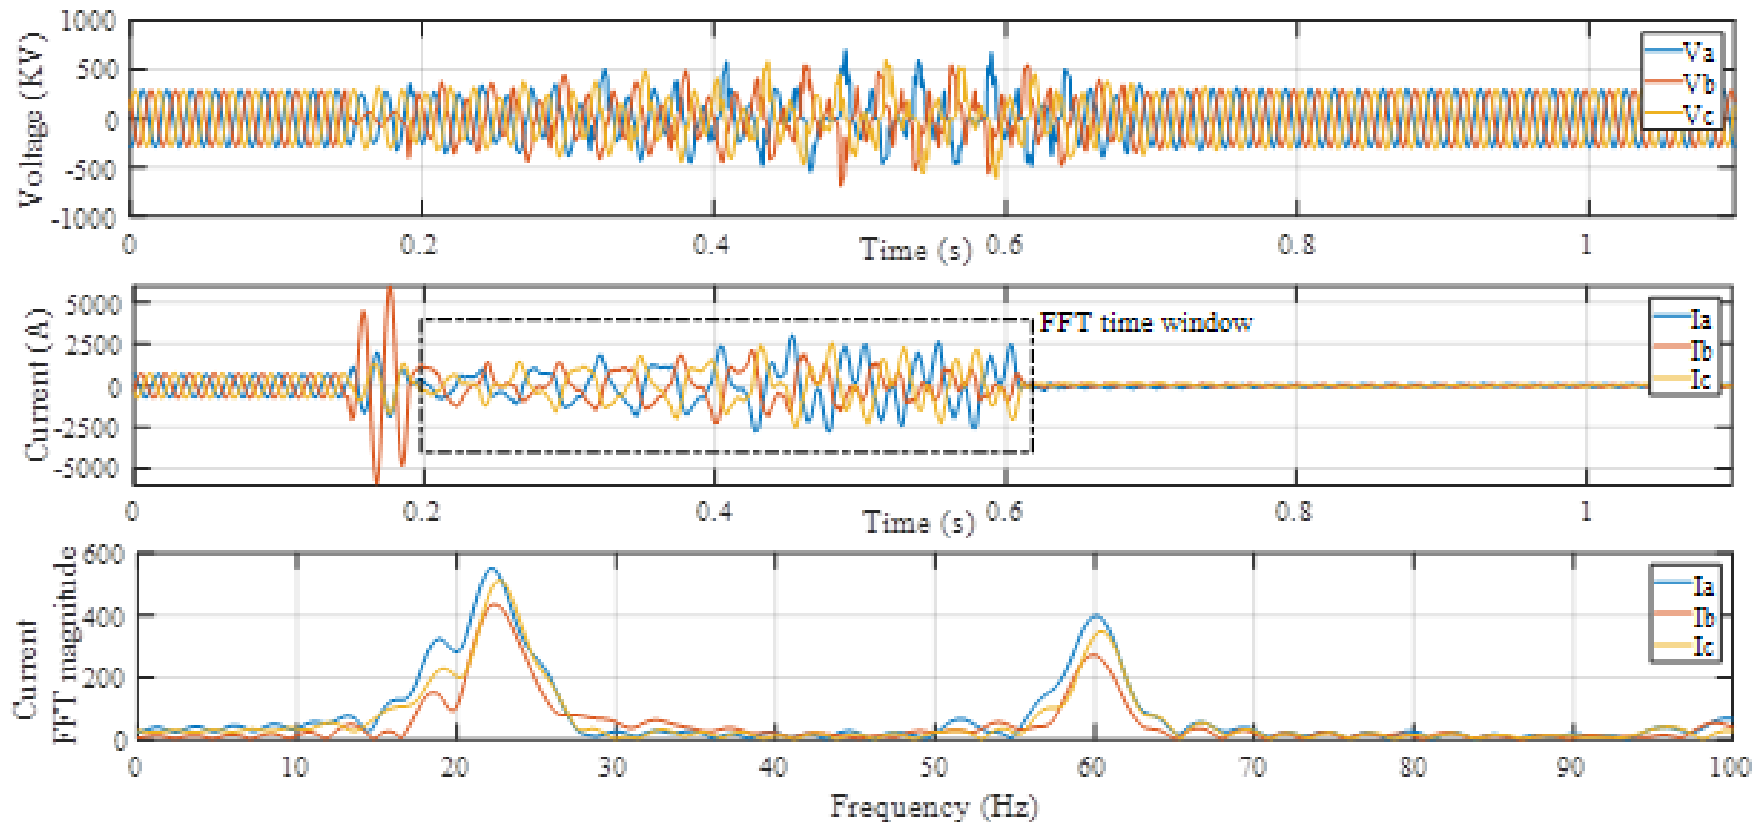 1000
500
0
-500
-1000
Voltage (KV)
Va
Vb
Vc
0 0.2 0.4 0.6 0.8 1
Time (s)
5000
2500
0
-2500
-5000
Current (A)
FFT time window
Ia
Ib
Ic
0 0.2 0.4 0.6 0.8 1
Time (s)
600
400
200
0
Current
FFT magnitude
Ia
Ib
Ic
0 10 20 30 40 50 60 70 80 90 100
Frequency (Hz)